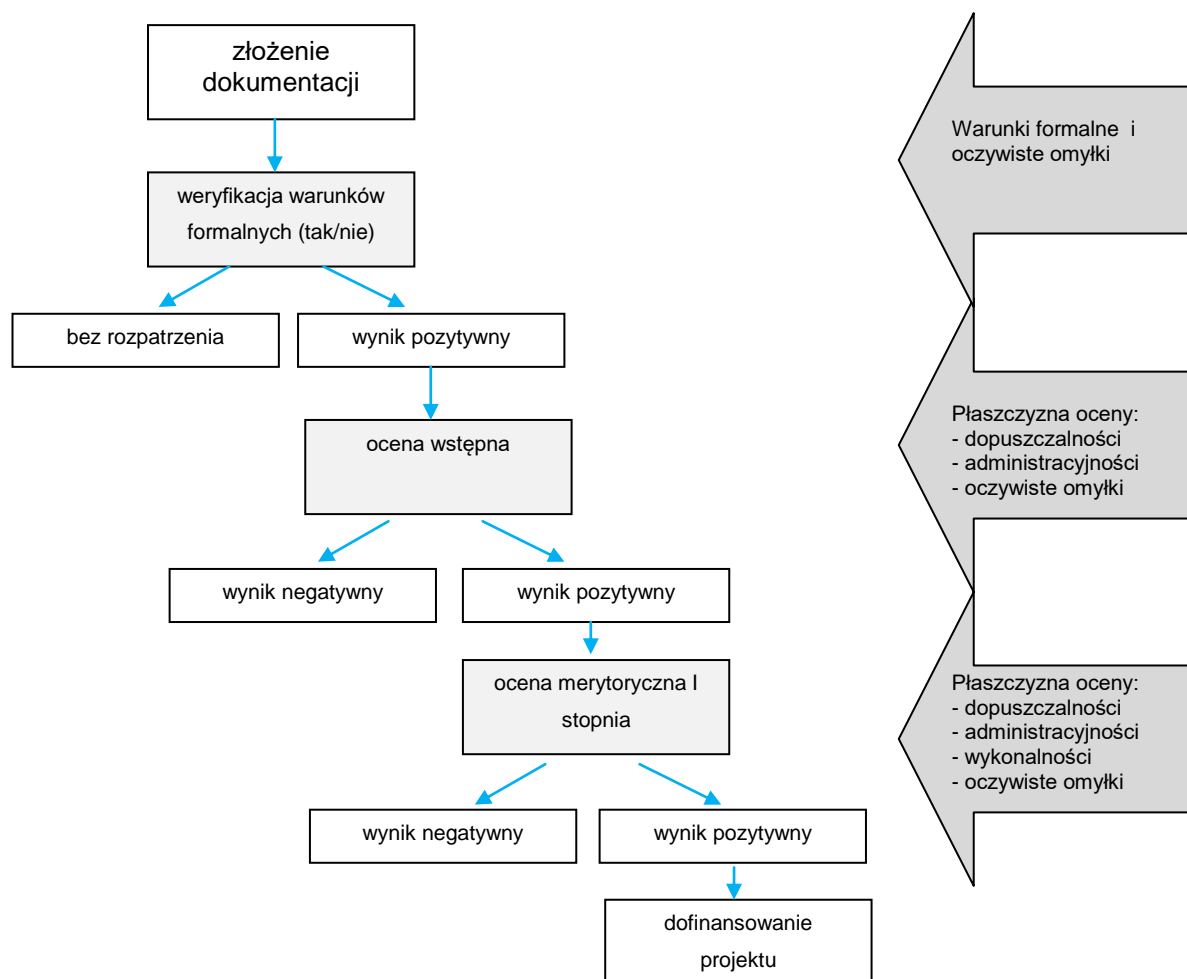 złożenie
dokumentacji
Warunki formalne i
oczywiste omyłki
weryfikacja warunków
formalnych (tak/nie)
bez rozpatrzenia
wynik pozytywny
ocena wstępna
Płaszczyzna oceny:
- dopuszczalności
- administracyjności
- oczywiste omyłki
wynik negatywny
wynik pozytywny
ocena merytoryczna I
stopnia
Płaszczyzna oceny:
- dopuszczalności
- administracyjności
- wykonalności
- oczywiste omyłki
wynik negatywny
wynik pozytywny
dofinansowanie
projektu